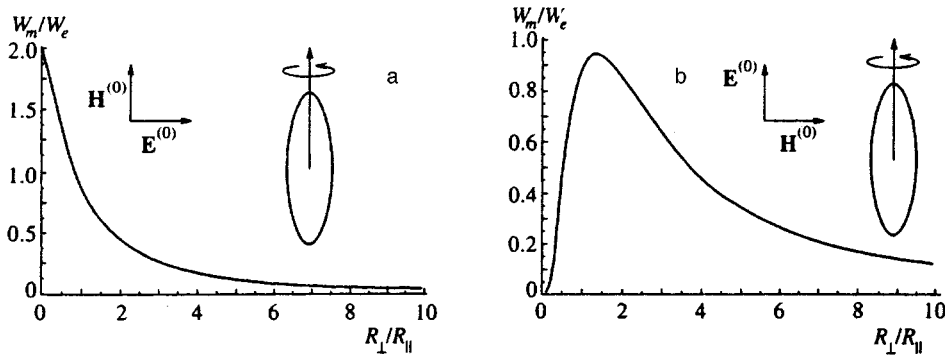 W_m/W_e
2.0
1.5
1.0
0.5
0
0 2 4 6 8 10
R_⊥/R_∥
H^(0)
E^(0)
a
W_m/W_e
1.0
0.8
0.6
0.4
0.2
0
0 2 4 6 8 10
R_⊥/R_∥
E^(0)
H^(0)
b